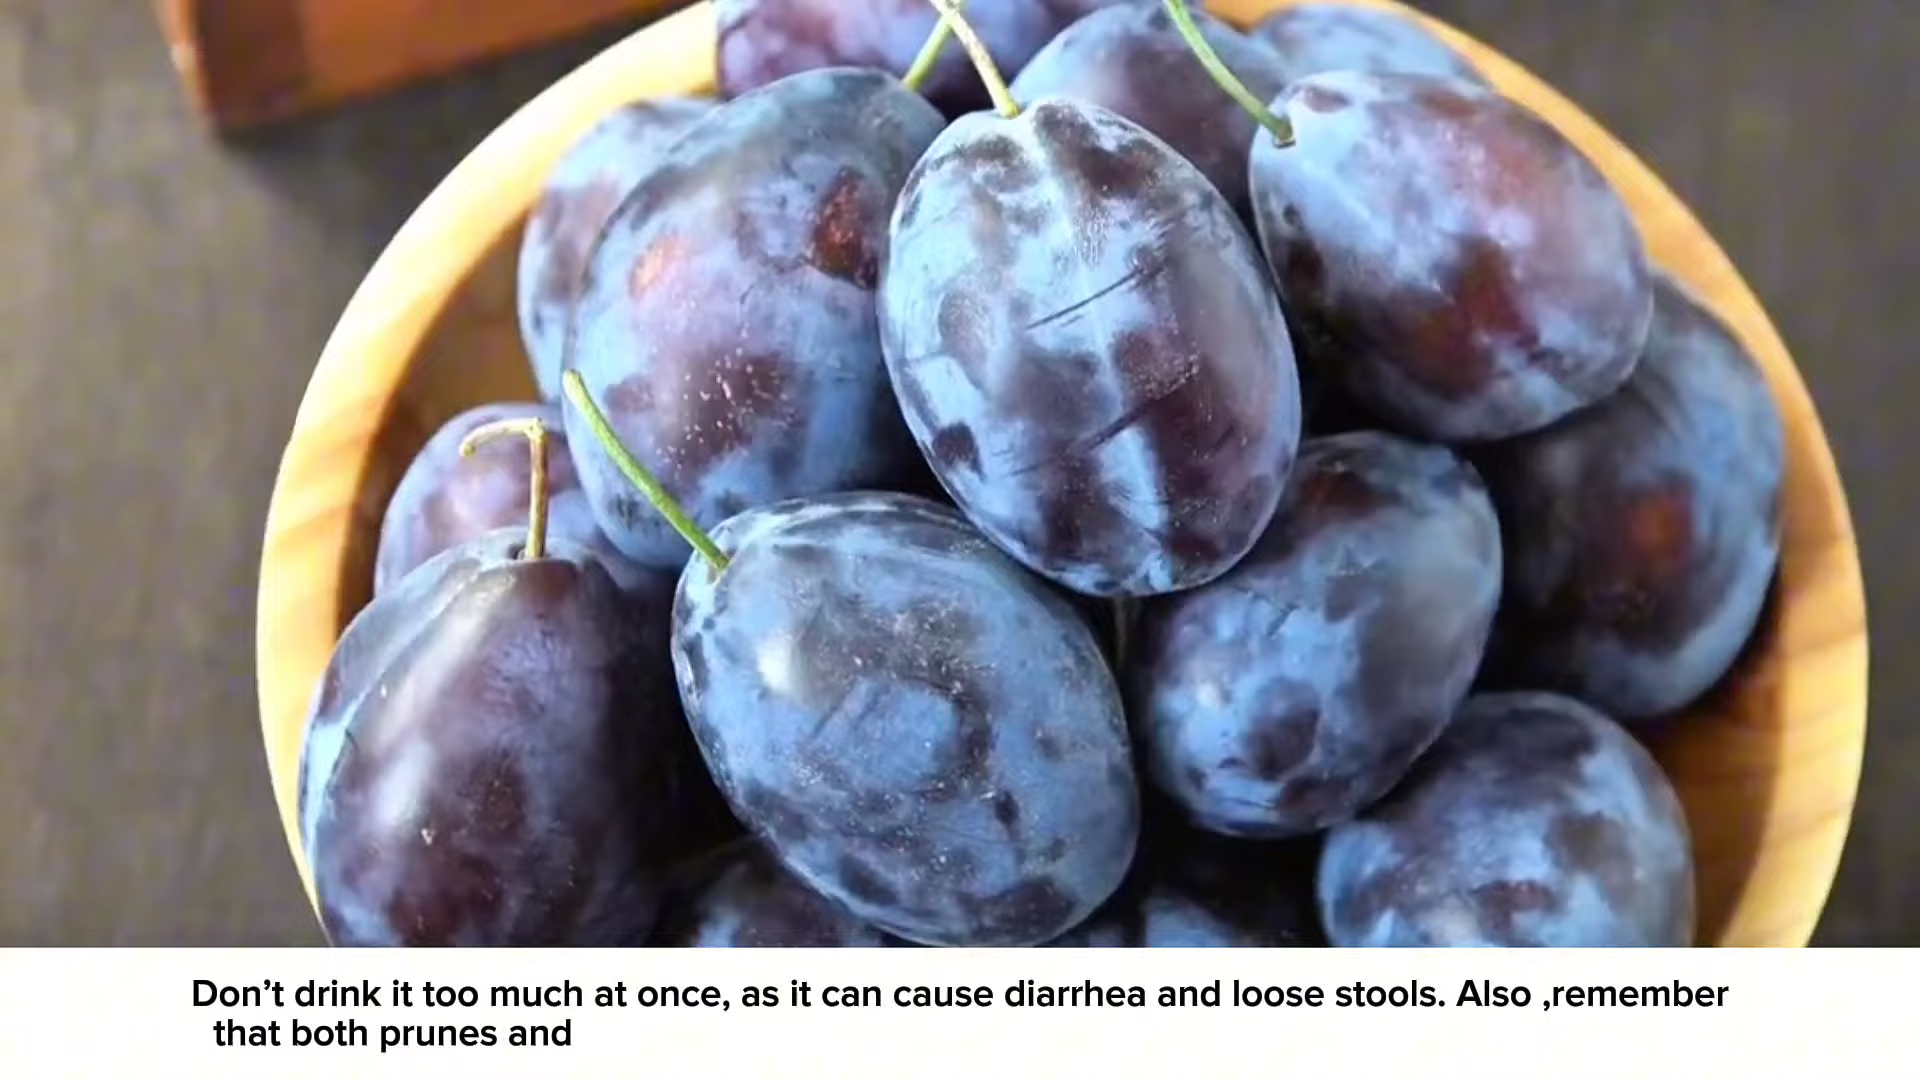 Don’t drink it too much at once, as it can cause diarrhea and loose stools. Also ,remember
that both prunes and